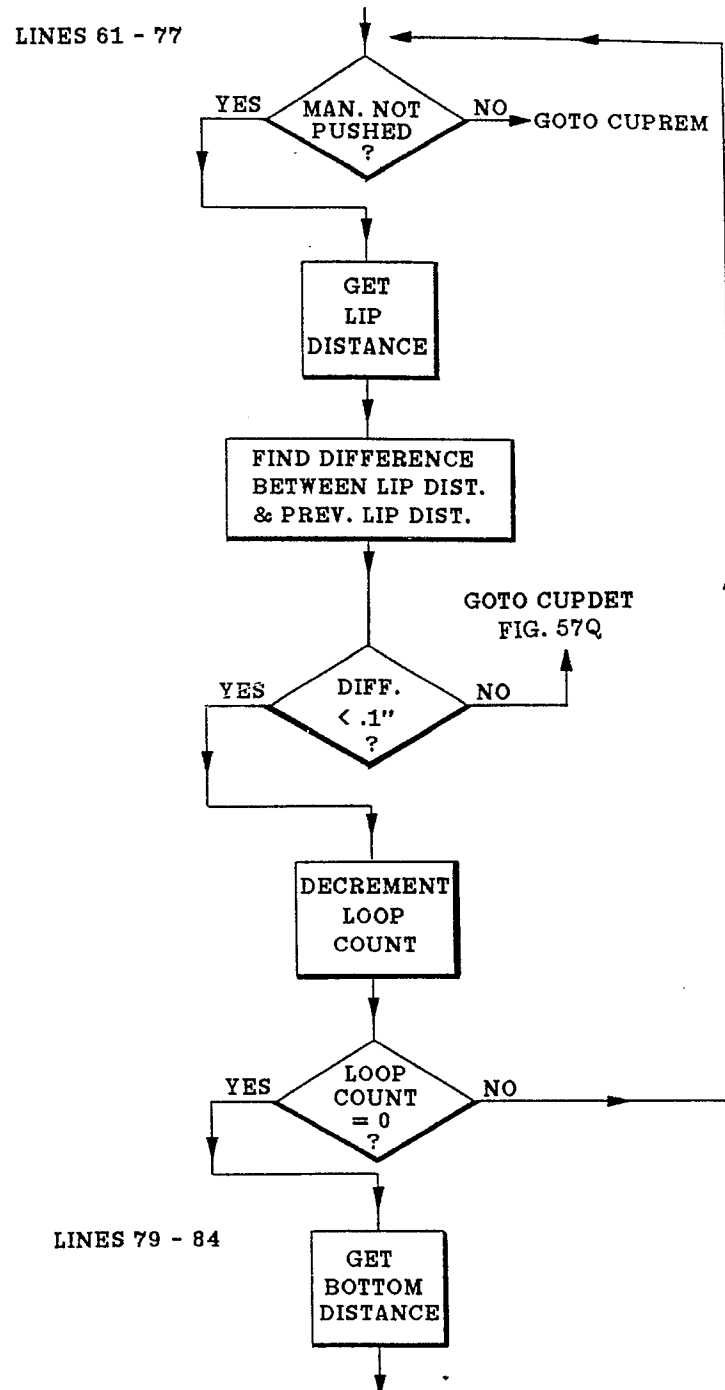 LINES 61 - 77
MAN. NOT
PUSHED
?
YES
NO
GOTO CUPREM
GET
LIP
DISTANCE
FIND DIFFERENCE
BETWEEN LIP DIST.
& PREV. LIP DIST.
GOTO CUPDET
FIG. 57Q
DIFF.
< .1"
?
YES
NO
DECREMENT
LOOP
COUNT
LOOP
COUNT
= 0
?
YES
NO
LINES 79 - 84
GET
BOTTOM
DISTANCE